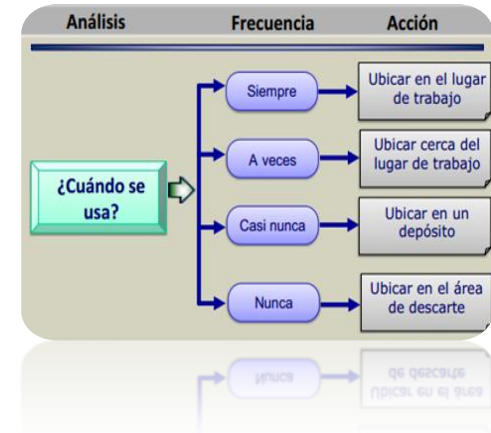 Análisis Frecuencia Acción
¿Cuándo se
usa?
Siempre
Ubicar en el lugar
de trabajo
A veces
Ubicar cerca del
lugar de trabajo
Casi nunca
Ubicar en un
depósito
Nunca
Ubicar en el área
de descarte